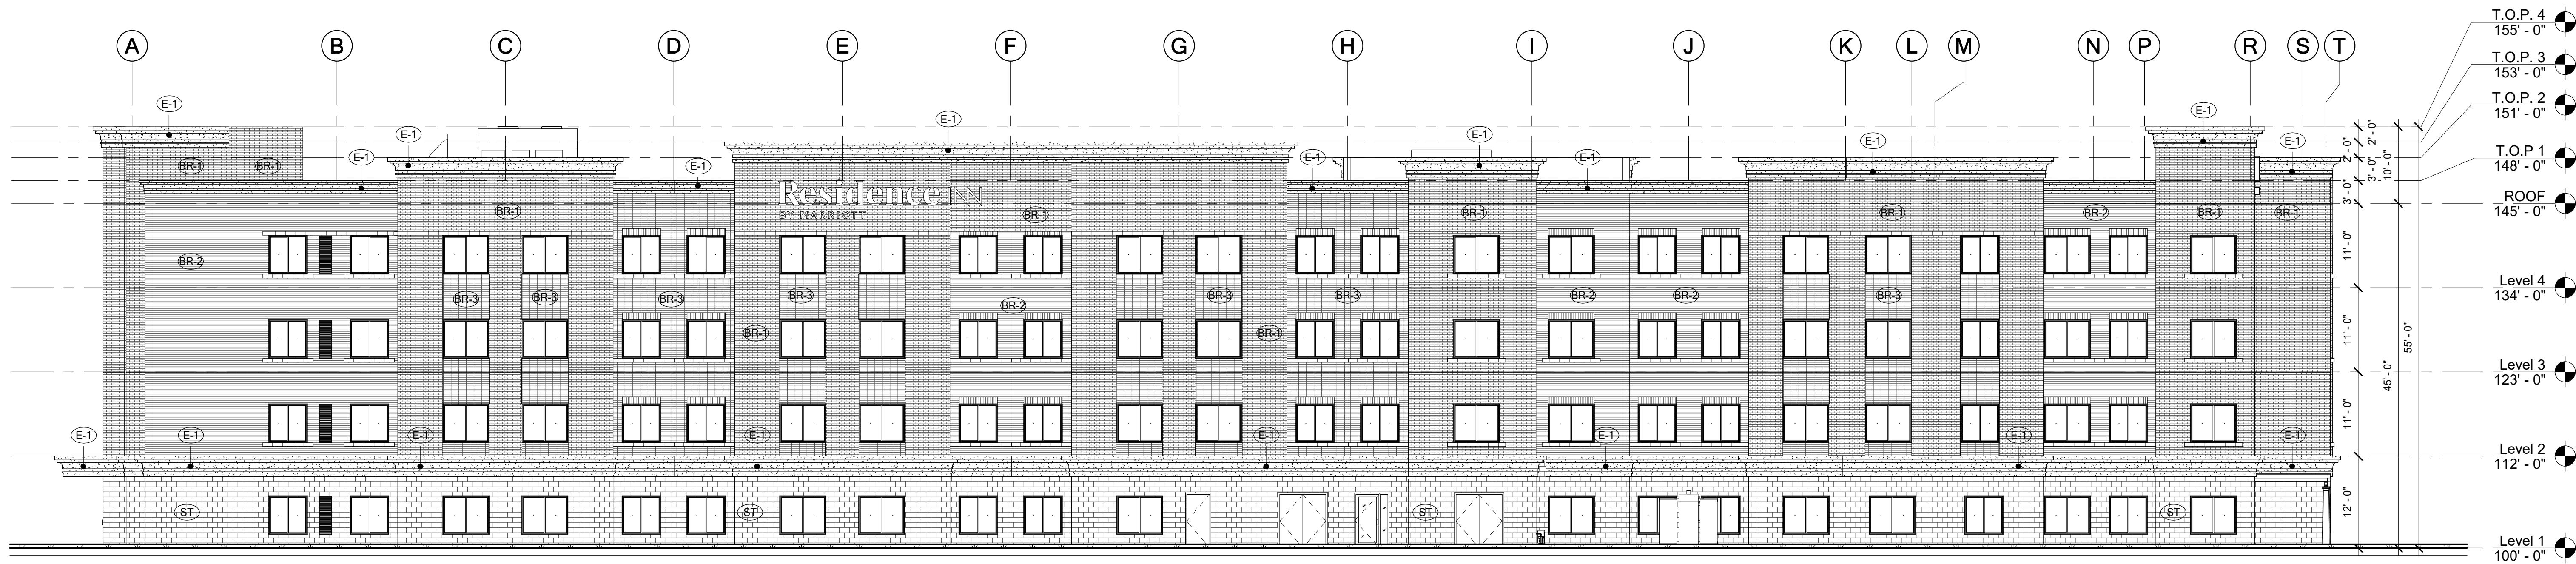 A B C D E F G H I J K L M N P R S T
T.O.P. 4
155' - 0"
T.O.P. 3
153' - 0"
T.O.P. 2
151' - 0"
T.O.P 1
148' - 0"
ROOF
145' - 0"
Level 4
134' - 0"
Level 3
123' - 0"
Level 2
112' - 0"
Level 1
100' - 0"
2' - 0"
2' - 0"
3' - 0"
10' - 0"
3' - 0"
11' - 0"
11' - 0"
11' - 0"
12' - 0"
45' - 0"
55' - 0"
E-1 E-1 E-1 E-1 E-1 E-1 E-1 E-1 E-1 E-1 E-1
BR-1 BR-1
Residence INN
BY MARRIOTT
BR-1 BR-1 BR-1 BR-1 BR-2 BR-1 BR-1
BR-2
BR-3 BR-3 BR-3 BR-3 BR-2 BR-3 BR-3 BR-2 BR-2 BR-3
BR-1 BR-1
E-1 E-1 E-1 E-1 E-1 E-1 E-1 E-1
ST ST ST ST